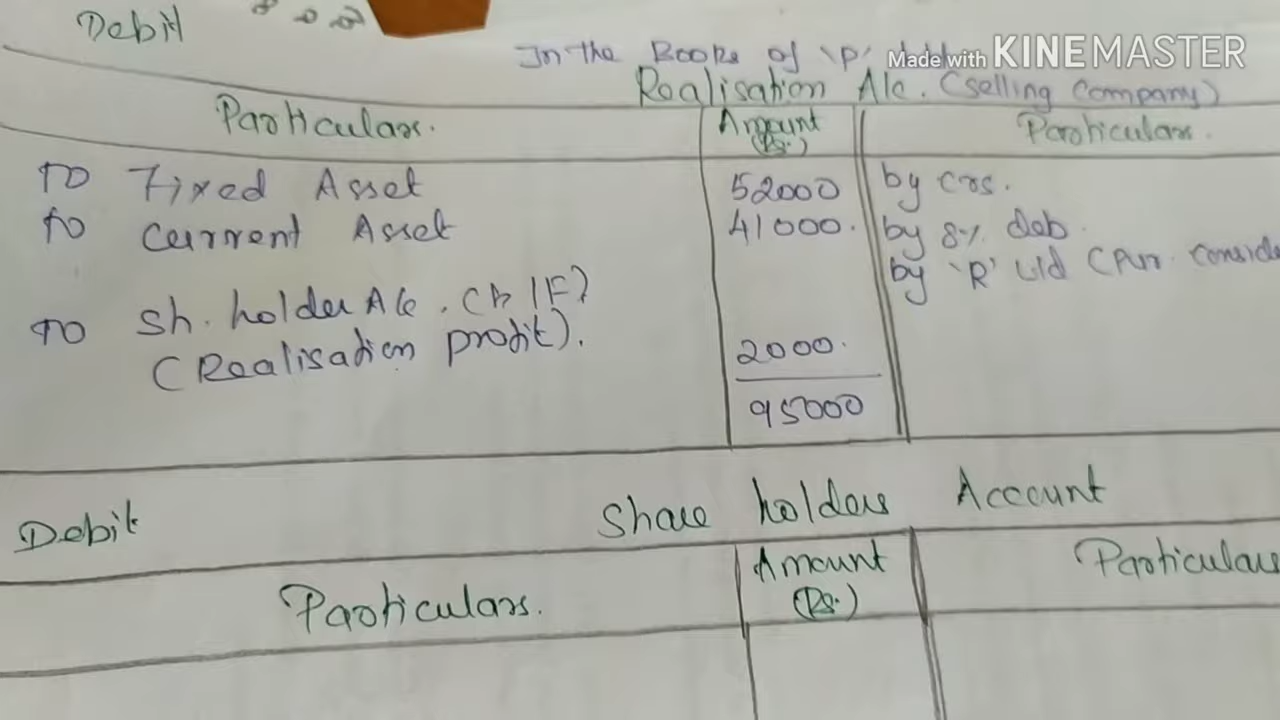 Debit
In the Books of 'P'
Made with KINEMASTER
Realisation A/c. (Selling Company)
Particulars. Amount (Rs.) Particulars.
To Fixed Asset 52000 by crs.
To Current Asset 41000. by 8% deb.
by 'R' Ltd (Pur. Conside
To Sh. holder A/c. (b/F)
(Realisation profit). 2000.
95000
Debit Share holders Account
Particulars. Amount (Rs.) Particulars